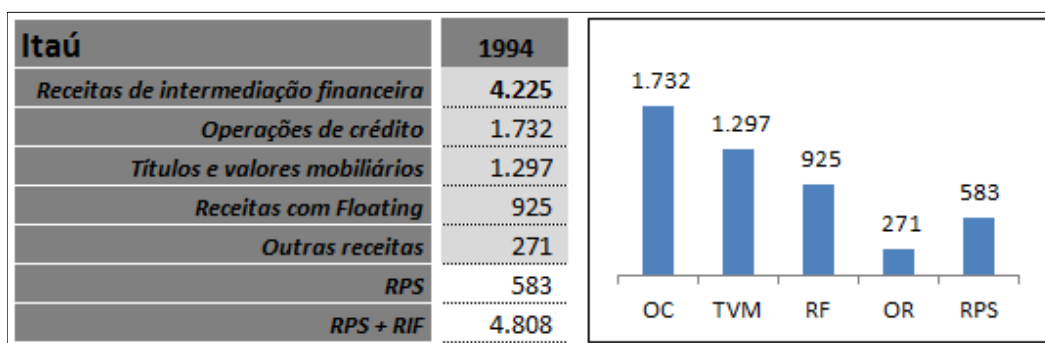 Itaú 1994
Receitas de intermediação financeira 4.225
Operações de crédito 1.732
Títulos e valores mobiliários 1.297
Receitas com Floating 925
Outras receitas 271
RPS 583
RPS + RIF 4.808
1.732
1.297
925
271
583
OC TVM RF OR RPS